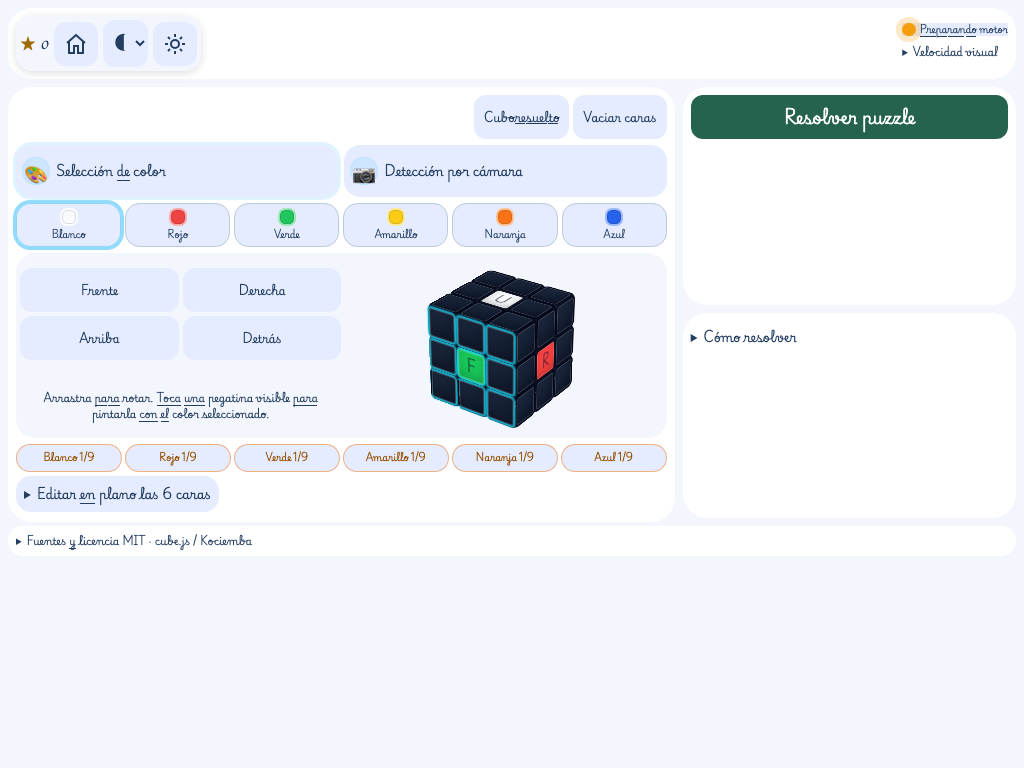 ★ 0
Preparando motor
▸ Velocidad visual
Cubo resuelto
Vaciar caras
Resolver puzzle
Selección de color
Detección por cámara
Blanco
Rojo
Verde
Amarillo
Naranja
Azul
Frente
Derecha
Arriba
Detrás
U
F
R
Arrastra para rotar. Toca una pegatina visible para
pintarla con el color seleccionado.
▸ Cómo resolver
Blanco 1/9
Rojo 1/9
Verde 1/9
Amarillo 1/9
Naranja 1/9
Azul 1/9
▸ Editar en plano las 6 caras
▸ Fuentes y licencia MIT · cube.js / Kociemba